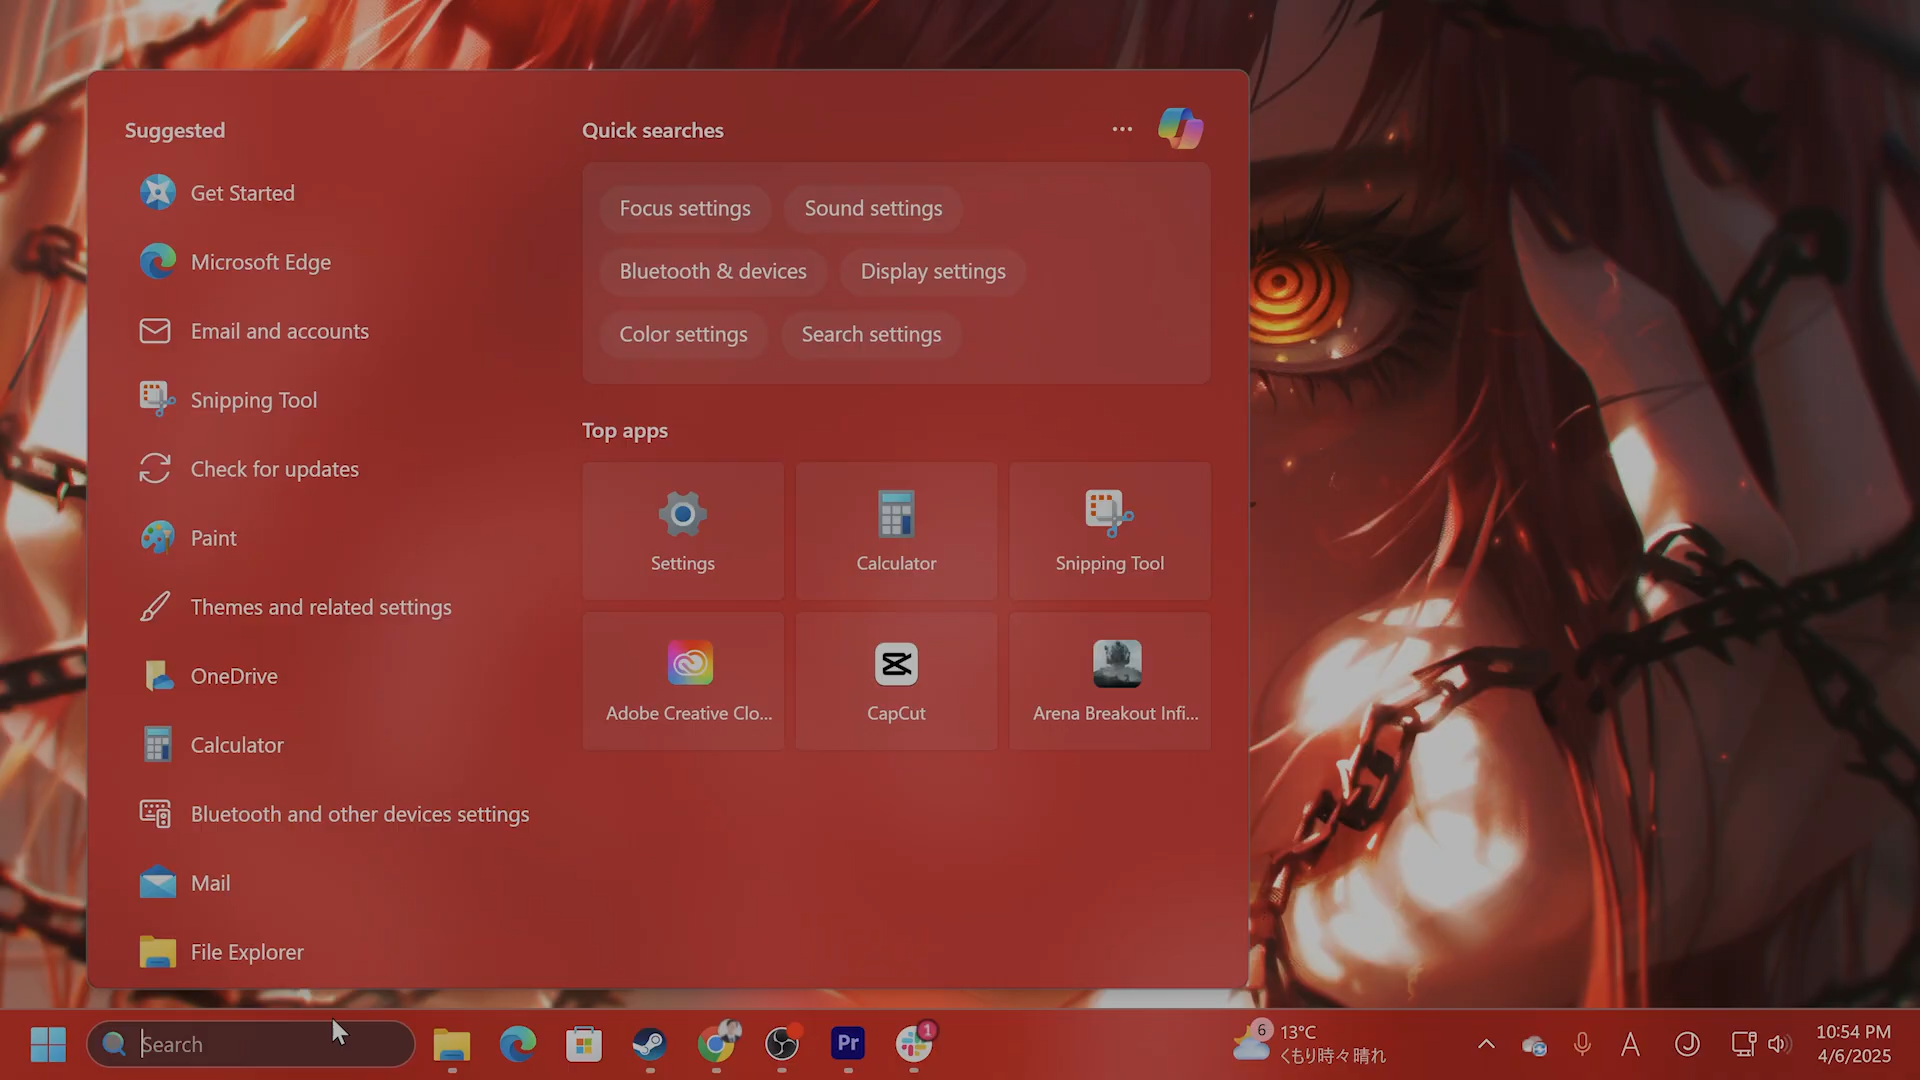 Suggested
Get Started
Microsoft Edge
Email and accounts
Snipping Tool
Check for updates
Paint
Themes and related settings
OneDrive
Calculator
Bluetooth and other devices settings
Mail
File Explorer
Quick searches
Focus settings
Sound settings
Bluetooth & devices
Display settings
Color settings
Search settings
Top apps
Settings
Calculator
Snipping Tool
Adobe Creative Clo...
CapCut
Arena Breakout Infi...
Search
Pr
1
6
13°C
くもり時々晴れ
A
J
10:54 PM
4/6/2025